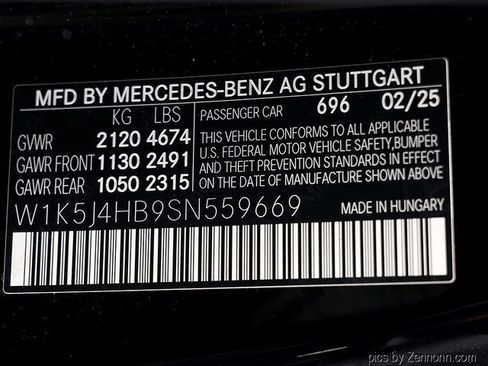 MFD BY MERCEDES-BENZ AG STUTTGART
KG LBS
GVWR 2120 4674
GAWR FRONT 1130 2491
GAWR REAR 1050 2315
PASSENGER CAR 696 02/25
THIS VEHICLE CONFORMS TO ALL APPLICABLE
U.S. FEDERAL MOTOR VEHICLE SAFETY, BUMPER
AND THEFT PREVENTION STANDARDS IN EFFECT
ON THE DATE OF MANUFACTURE SHOWN ABOVE.
W1K5J4HB9SN559669
MADE IN HUNGARY
pics by Zennonn.com